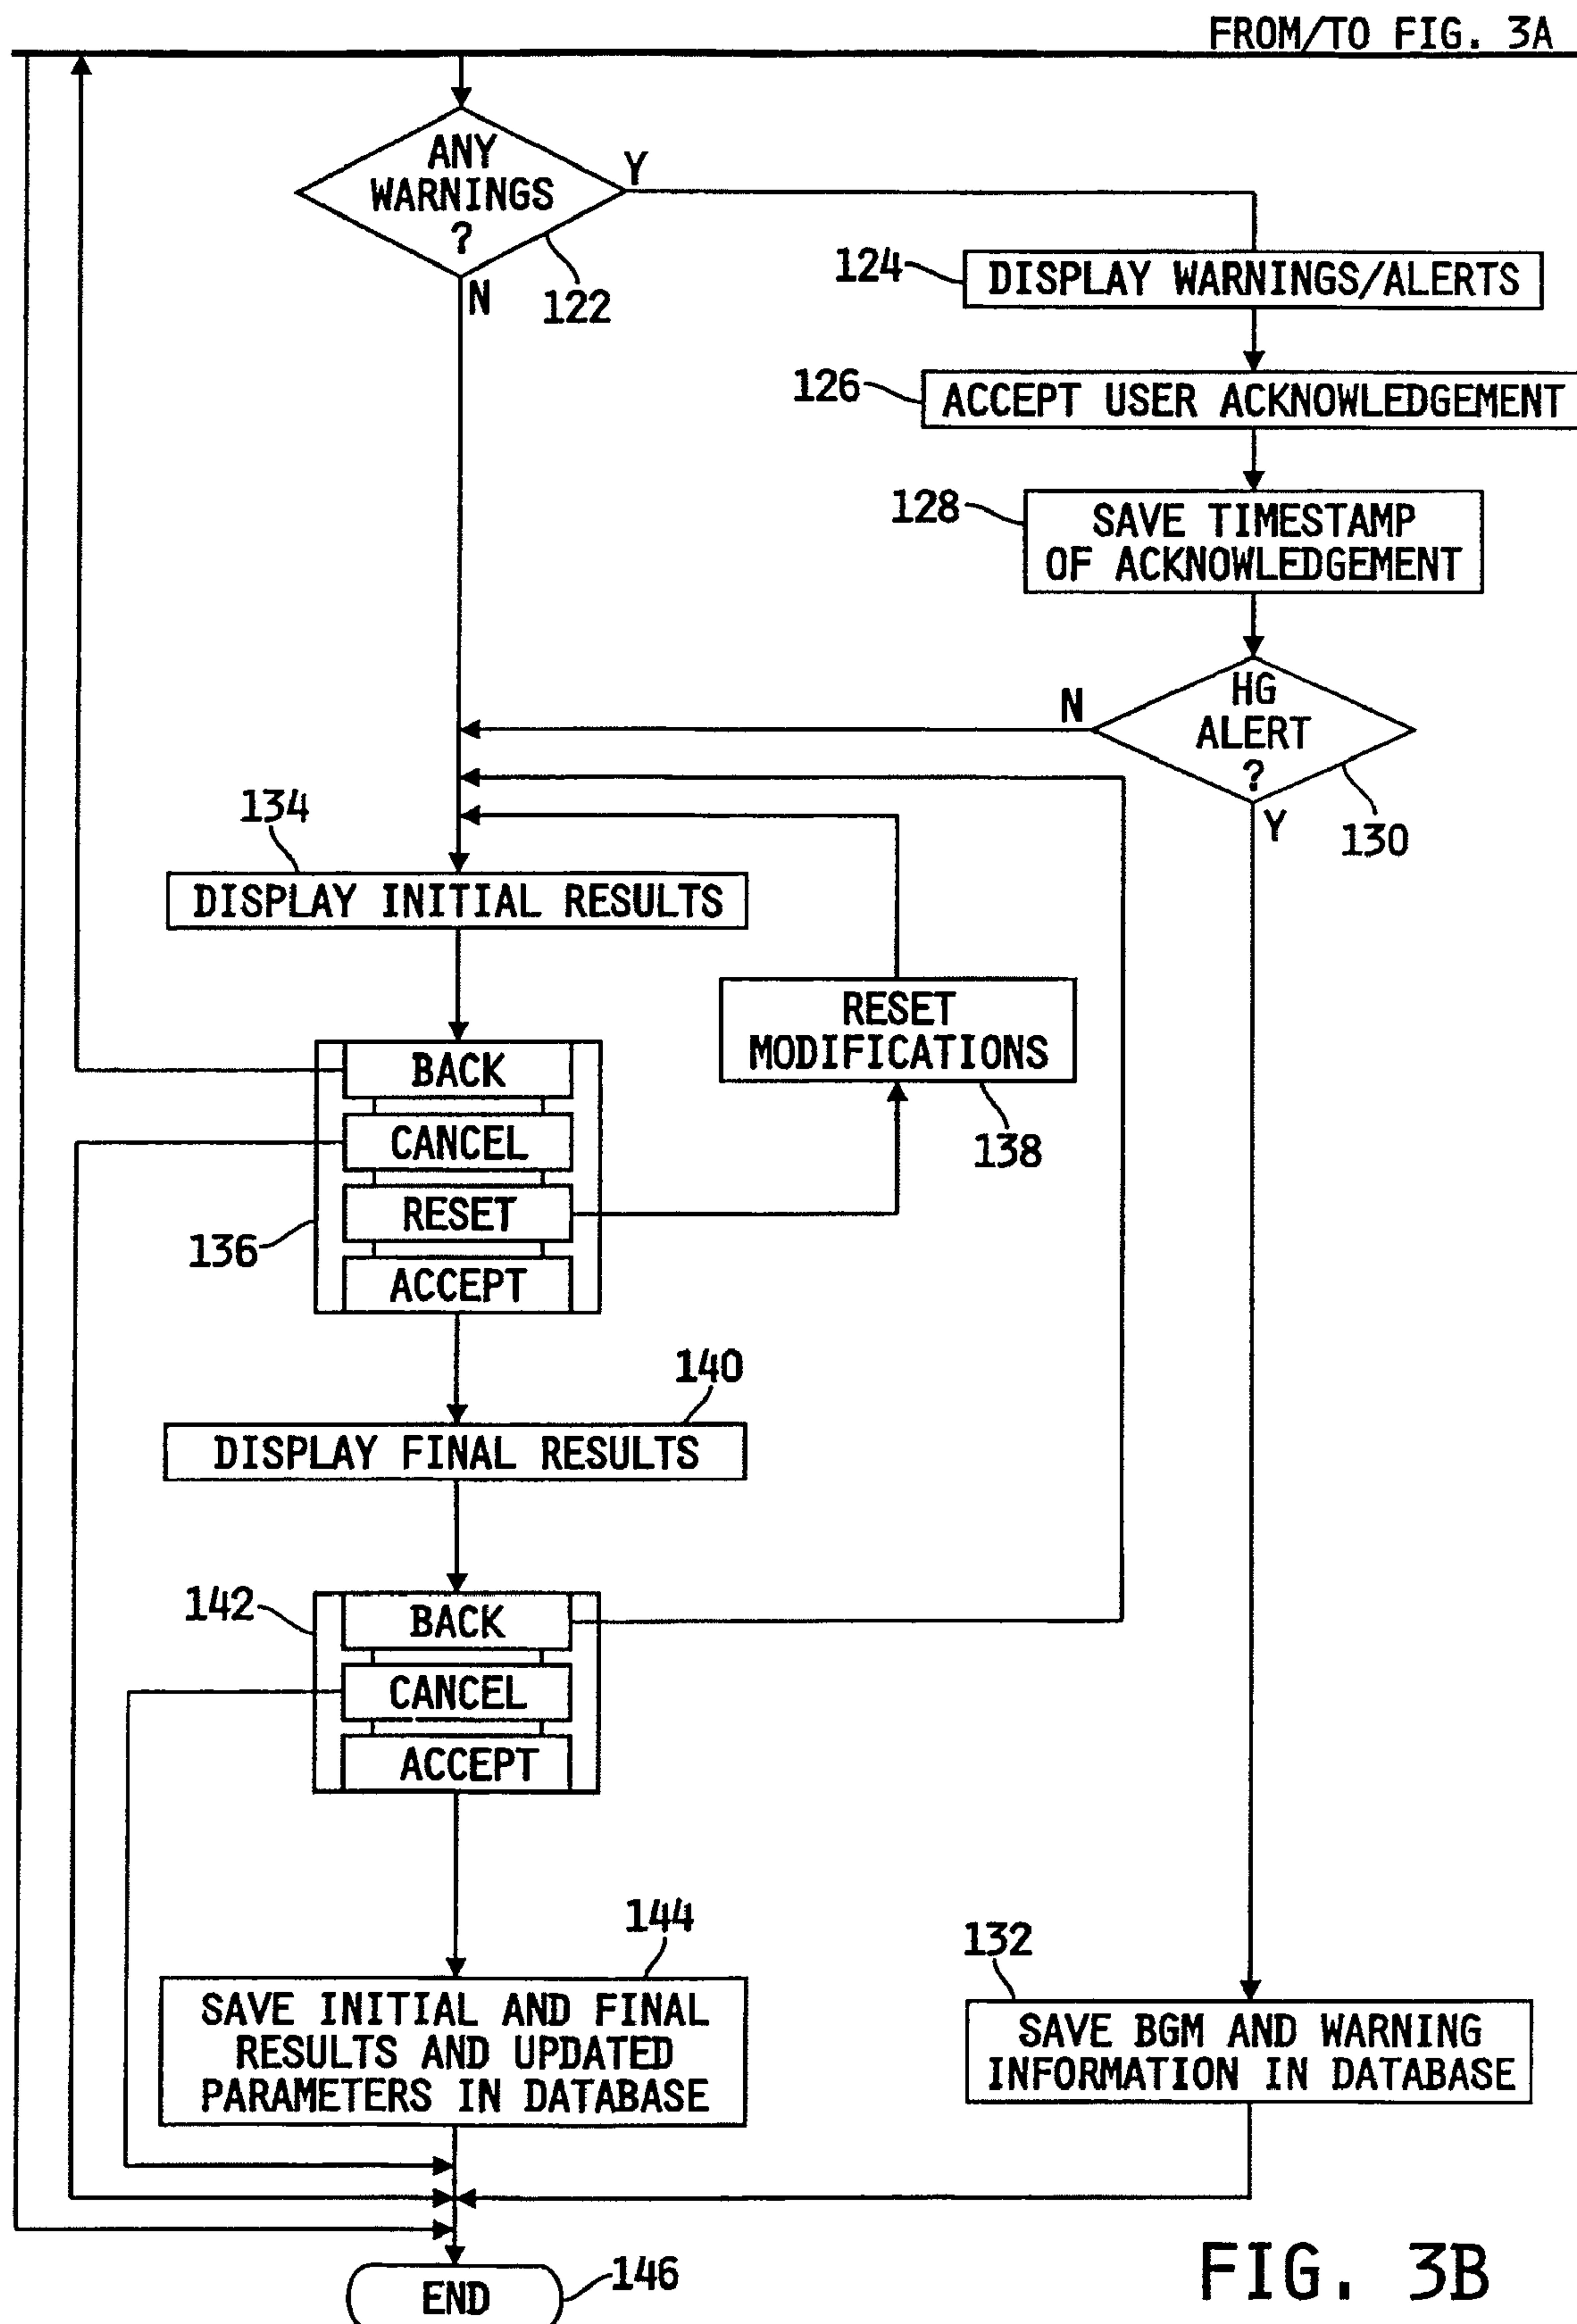 FROM/TO FIG. 3A
ANY
WARNINGS
?
Y
N
122
124
DISPLAY WARNINGS/ALERTS
126
ACCEPT USER ACKNOWLEDGEMENT
128
SAVE TIMESTAMP
OF ACKNOWLEDGEMENT
HG
ALERT
?
N
Y
130
134
DISPLAY INITIAL RESULTS
RESET
MODIFICATIONS
138
BACK
CANCEL
RESET
ACCEPT
136
140
DISPLAY FINAL RESULTS
142
BACK
CANCEL
ACCEPT
144
SAVE INITIAL AND FINAL
RESULTS AND UPDATED
PARAMETERS IN DATABASE
132
SAVE BGM AND WARNING
INFORMATION IN DATABASE
END
146
FIG. 3B